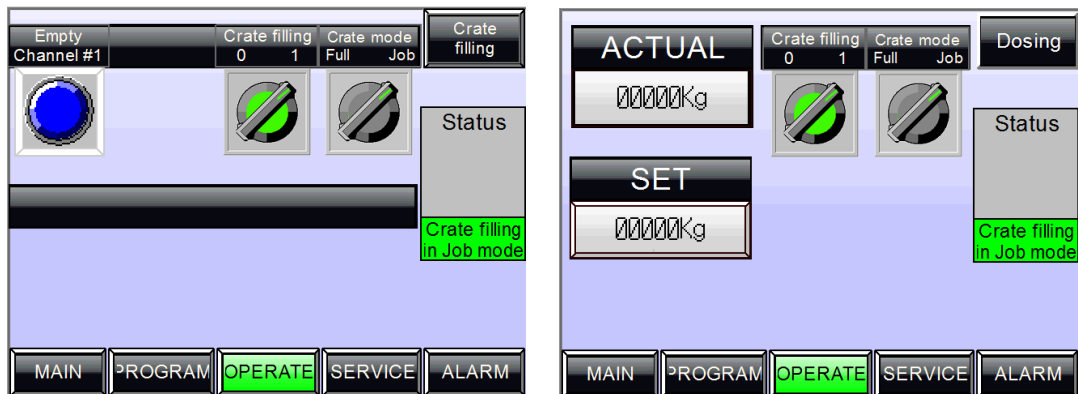 Empty
Channel #1
Crate filling
0 1
Crate mode
Full Job
Crate
filling
Status
Crate filling
in Job mode
MAIN
PROGRAM
OPERATE
SERVICE
ALARM
ACTUAL
00000Kg
Crate filling
0 1
Crate mode
Full Job
Dosing
Status
SET
00000Kg
Crate filling
in Job mode
MAIN
PROGRAM
OPERATE
SERVICE
ALARM